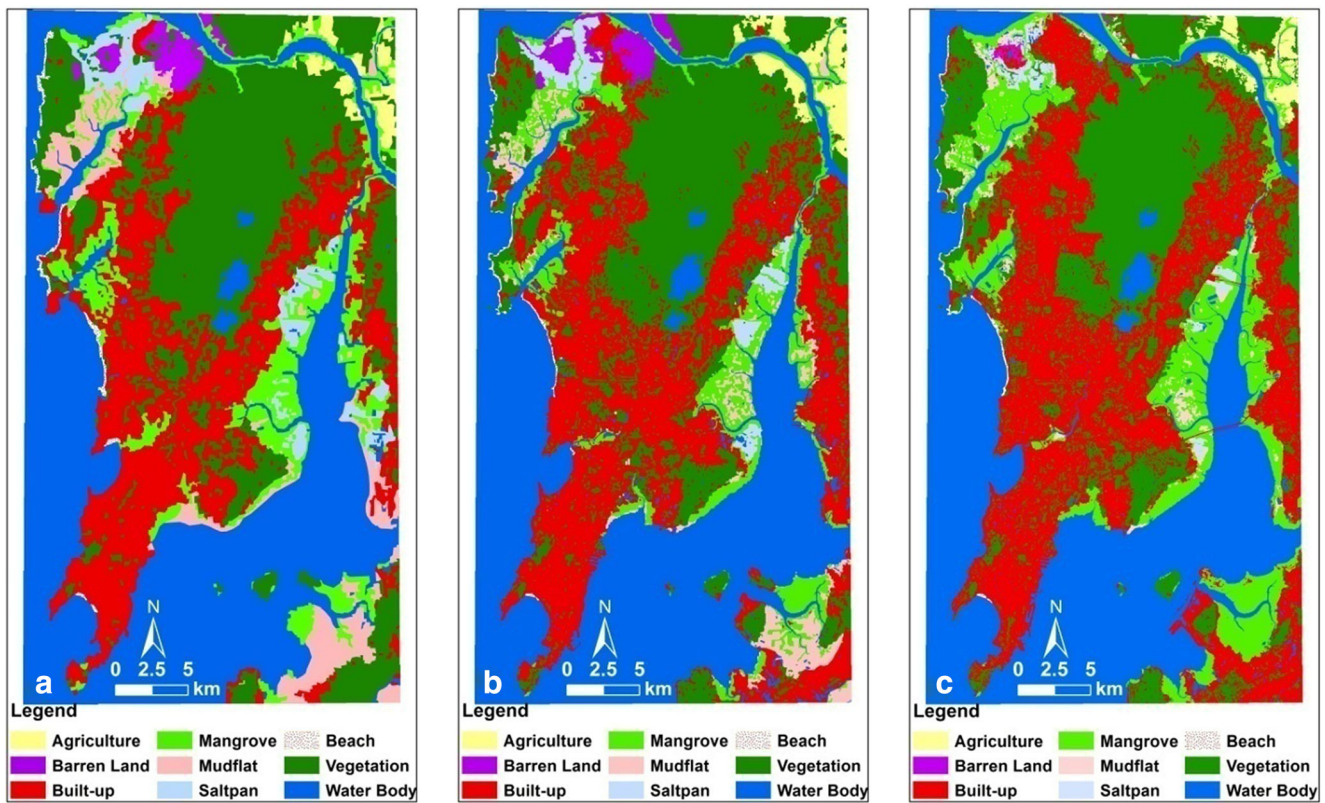 N
0 2.5 5
km
a
Legend
Agriculture Mangrove Beach
Barren Land Mudflat Vegetation
Built-up Saltpan Water Body
N
0 2.5 5
km
b
Legend
Agriculture Mangrove Beach
Barren Land Mudflat Vegetation
Built-up Saltpan Water Body
N
0 2.5 5
km
c
Legend
Agriculture Mangrove Beach
Barren Land Mudflat Vegetation
Built-up Saltpan Water Body